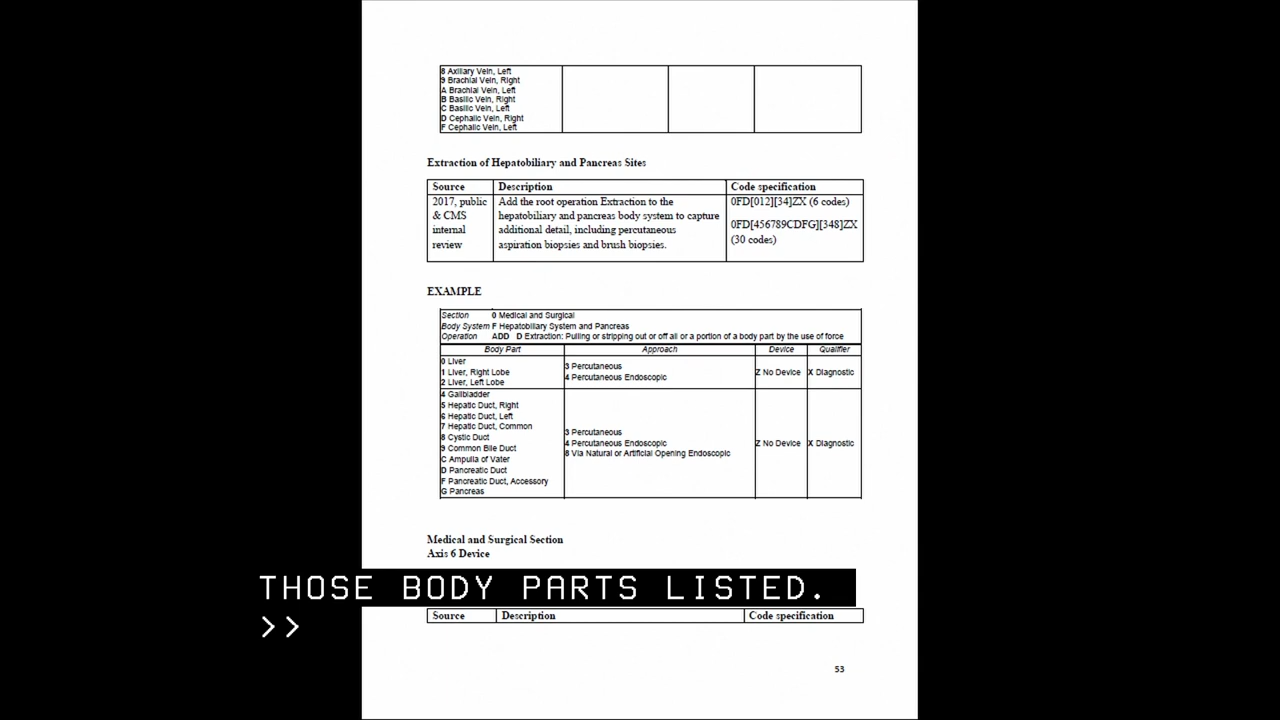 8 Axillary Vein, Left
9 Brachial Vein, Right
A Brachial Vein, Left
B Basilic Vein, Right
C Basilic Vein, Left
D Cephalic Vein, Right
F Cephalic Vein, Left
Extraction of Hepatobiliary and Pancreas Sites
Source Description Code specification
2017, public Add the root operation Extraction to the 0FD[012][34]ZX (6 codes)
& CMS hepatobiliary and pancreas body system to capture
internal additional detail, including percutaneous 0FD[456789CDFG][348]ZX
review aspiration biopsies and brush biopsies. (30 codes)
EXAMPLE
Section 0 Medical and Surgical
Body System F Hepatobiliary System and Pancreas
Operation ADD D Extraction: Pulling or stripping out or off all or a portion of a body part by the use of force
Body Part Approach Device Qualifier
0 Liver
1 Liver, Right Lobe
2 Liver, Left Lobe
3 Percutaneous
4 Percutaneous Endoscopic
Z No Device
X Diagnostic
4 Gallbladder
5 Hepatic Duct, Right
6 Hepatic Duct, Left
7 Hepatic Duct, Common
8 Cystic Duct
9 Common Bile Duct
C Ampulla of Vater
D Pancreatic Duct
F Pancreatic Duct, Accessory
G Pancreas
3 Percutaneous
4 Percutaneous Endoscopic
8 Via Natural or Artificial Opening Endoscopic
Z No Device
X Diagnostic
Medical and Surgical Section
Axis 6 Device
THOSE BODY PARTS LISTED.
>>
Source Description Code specification
53